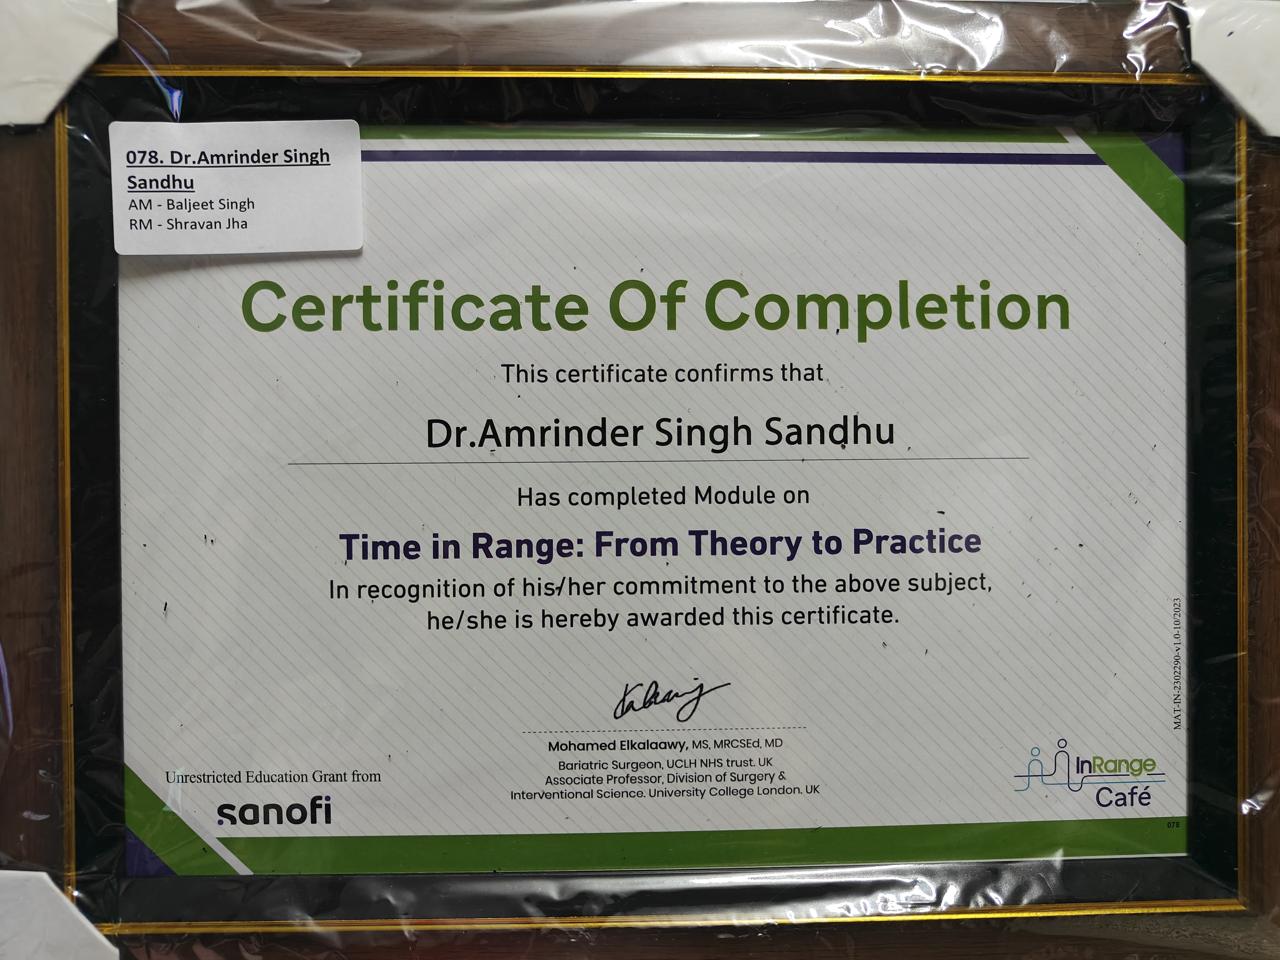 078. Dr.Amrinder Singh
Sandhu
AM - Baljeet Singh
RM - Shravan Jha
Certificate Of Completion
This certificate confirms that
Dr.Amrinder Singh Sandhu
Has completed Module on
Time in Range: From Theory to Practice
In recognition of his/her commitment to the above subject,
he/she is hereby awarded this certificate.
Mohamed Elkalaawy, MS, MRCSEd, MD
Bariatric Surgeon, UCLH NHS trust. UK
Associate Professor, Division of Surgery &
Interventional Science. University College London. UK
Unrestricted Education Grant from
sanofi
InRange
Café
078
MAT-IN-2302290-v1.0-10/2023